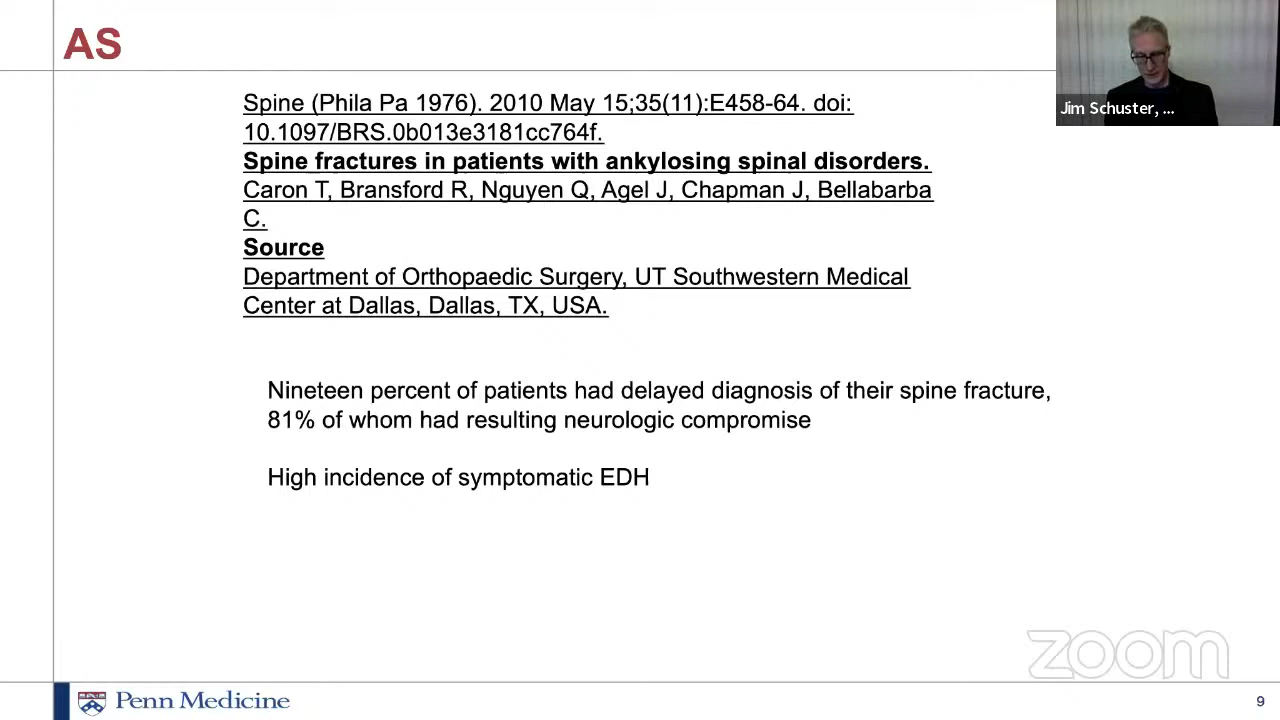 AS
Spine (Phila Pa 1976). 2010 May 15;35(11):E458-64. doi:
10.1097/BRS.0b013e3181cc764f.
Spine fractures in patients with ankylosing spinal disorders.
Caron T, Bransford R, Nguyen Q, Agel J, Chapman J, Bellabarba
C.
Source
Department of Orthopaedic Surgery, UT Southwestern Medical
Center at Dallas, Dallas, TX, USA.
Nineteen percent of patients had delayed diagnosis of their spine fracture,
81% of whom had resulting neurologic compromise
High incidence of symptomatic EDH
Jim Schuster, ...
zoom
Penn Medicine
9